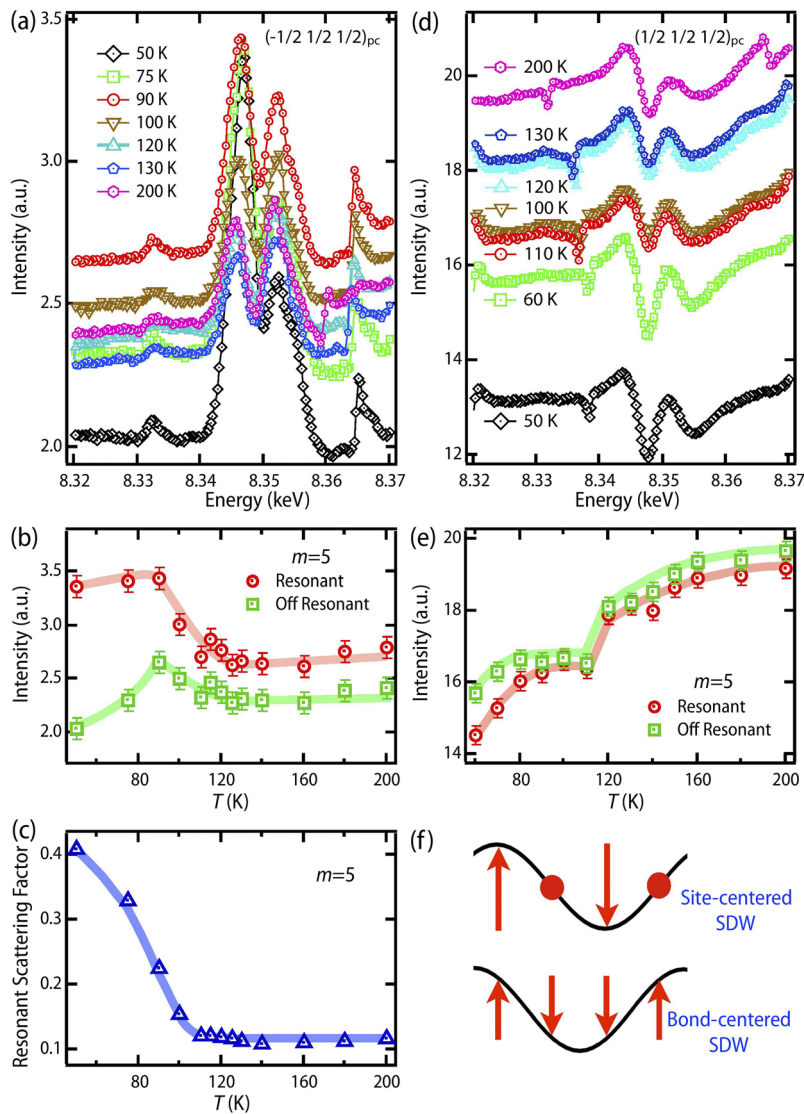 (a)
3.5
3.0
2.5
2.0
Intensity (a.u.)
(-1/2 1/2 1/2)pc
50 K
75 K
90 K
100 K
120 K
130 K
200 K
8.32 8.33 8.34 8.35 8.36 8.37
Energy (keV)
(d)
20
18
16
14
12
Intensity (a.u.)
(1/2 1/2 1/2)pc
200 K
130 K
120 K
100 K
110 K
60 K
50 K
8.32 8.33 8.34 8.35 8.36 8.37
Energy (keV)
(b)
3.5
3.0
2.5
2.0
Intensity (a.u.)
m=5
Resonant
Off Resonant
80 120 160 200
T (K)
(e)
20
18
16
14
Intensity (a.u.)
m=5
Resonant
Off Resonant
80 120 160 200
T (K)
(c)
0.4
0.3
0.2
0.1
Resonant Scattering Factor
m=5
80 120 160 200
T (K)
(f)
Site-centered
SDW
Bond-centered
SDW